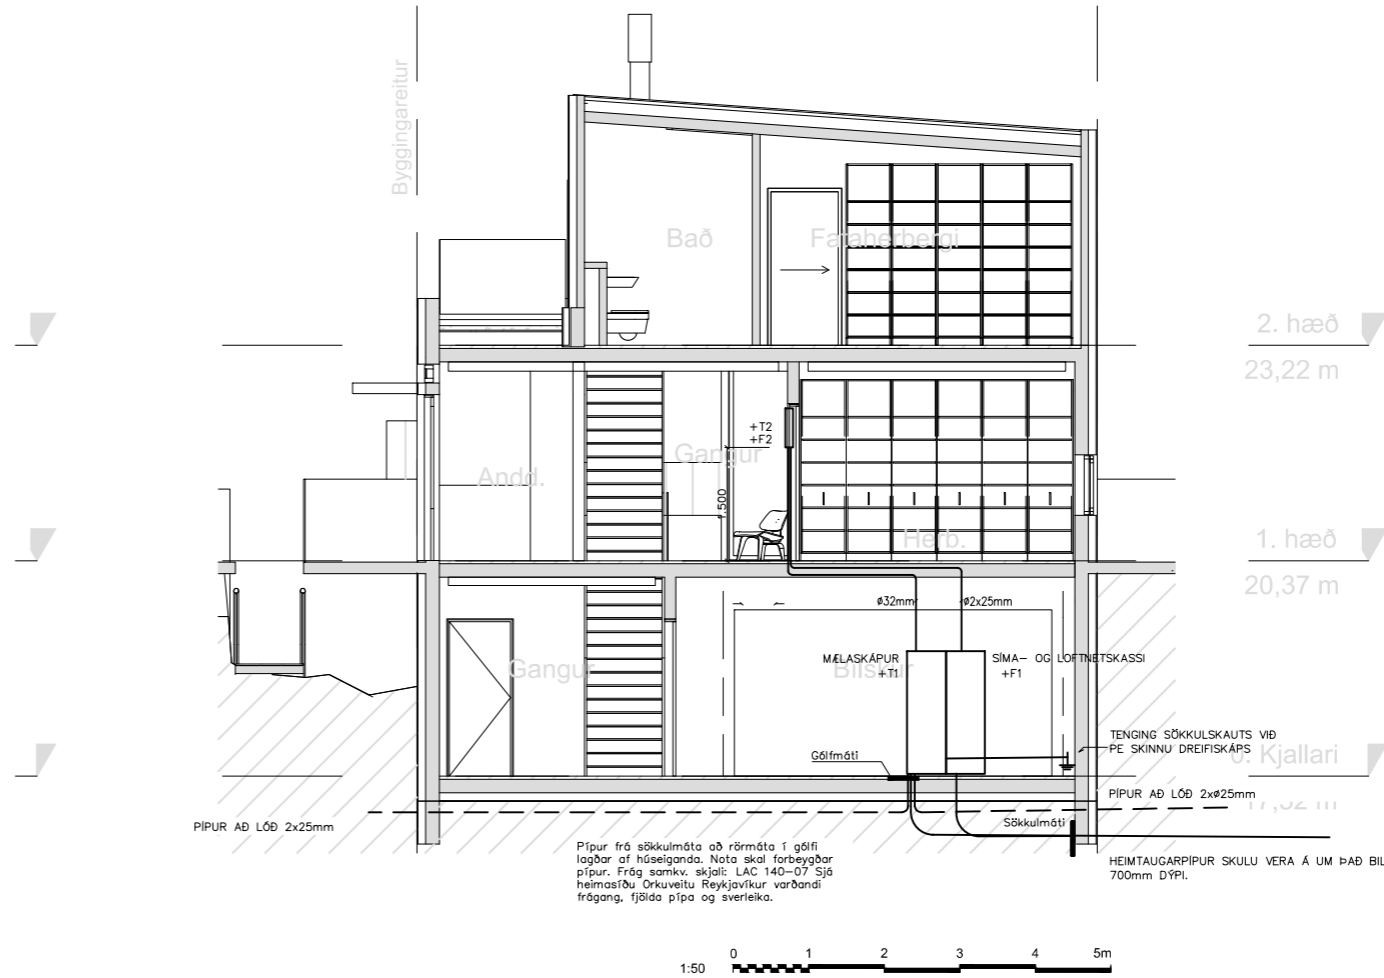 Byggingareitur
Bað
Fataherbergi
2. hæð
23,22 m
+T2
+F2
Gangur
Andd.
1.500
Herb.
1. hæð
20,37 m
ø32mm
ø2x25mm
MÆLASKÁPUR
+T1
SÍMA- OG LOFTNETSKASSI
+F1
Gangur
Bílskúr
Gólfmáti
TENGING SÖKKULSKAUTS VIÐ
PE SKINNU DREIFISKÁPS
0. Kjallari
PÍPUR AÐ LÓÐ 2xø25mm
17,52 m
PÍPUR AÐ LÓÐ 2x25mm
Sökkulmáti
Pípur frá sökkulmáta að rörmáta í gólfi
lagðar af húseiganda. Nota skal forbeygðar
pípur. Frág samkv. skjali: LAC 140-07 Sjá
heimasíðu Orkuveitu Reykjavíkur varðandi
frágang, fjölda pípa og sverleika.
HEIMTAUGARPÍPUR SKULU VERA Á UM ÞAÐ BIL
700mm DÝPI.
1:50
0 1 2 3 4 5m